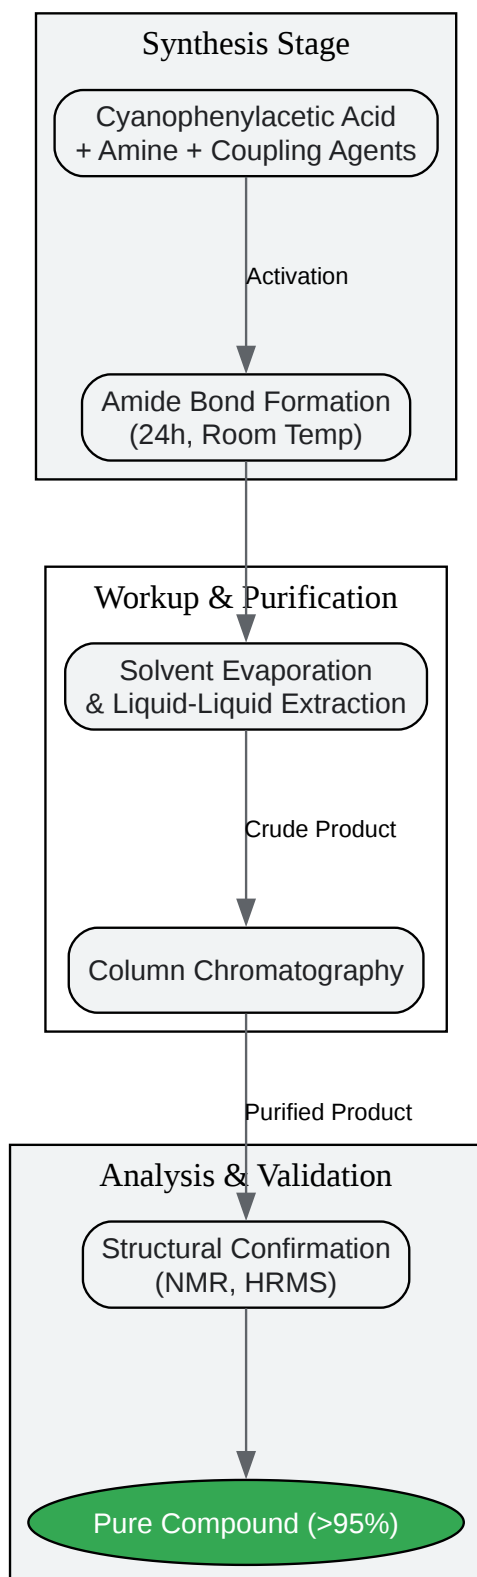 Synthesis Stage
Cyanophenylacetic Acid
+ Amine + Coupling Agents
Activation
Amide Bond Formation
(24h, Room Temp)
Workup & Purification
Solvent Evaporation
& Liquid-Liquid Extraction
Crude Product
Column Chromatography
Purified Product
Analysis & Validation
Structural Confirmation
(NMR, HRMS)
Pure Compound (>95%)